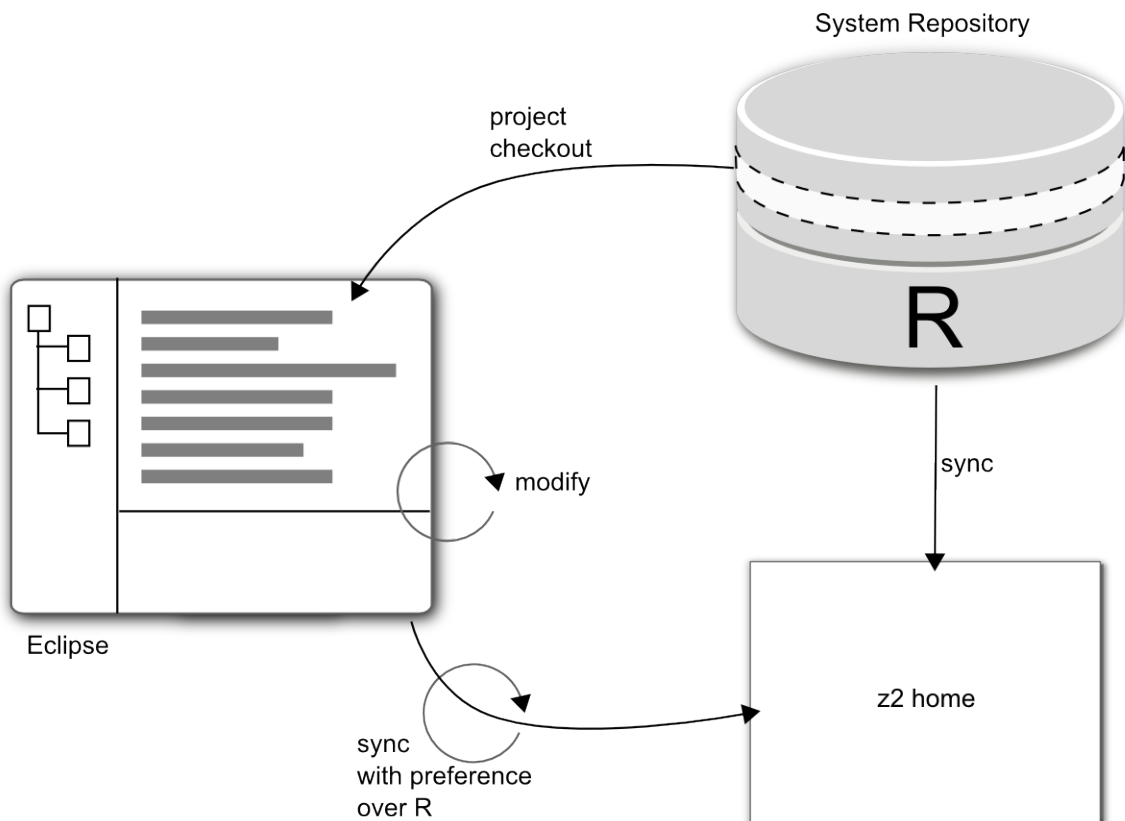 System Repository
project
checkout
R
modify
sync
Eclipse
z2 home
sync
with preference
over R